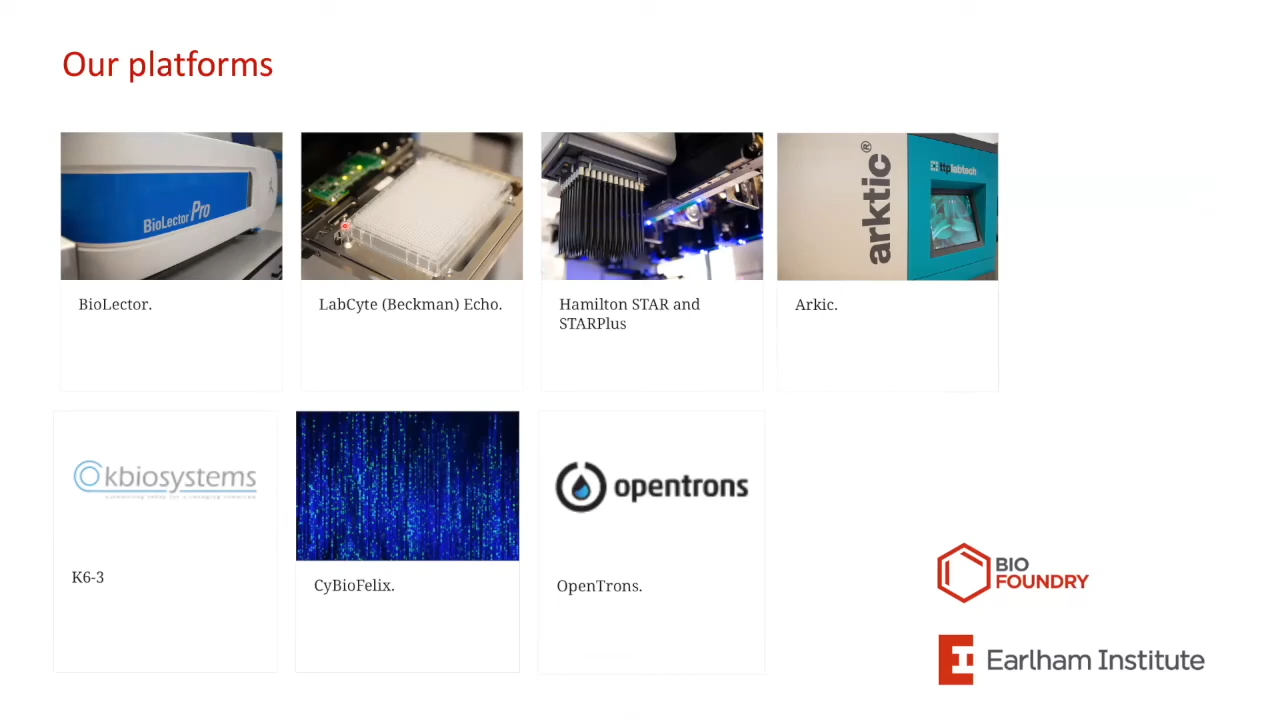 Our platforms
BioLector Pro
arktic®
ttplabtech
BioLector.
LabCyte (Beckman) Echo.
Hamilton STAR and
STARPlus
Arkic.
kbiosystems
opentrons
K6-3
CyBioFelix.
OpenTrons.
BIO
FOUNDRY
Earlham Institute